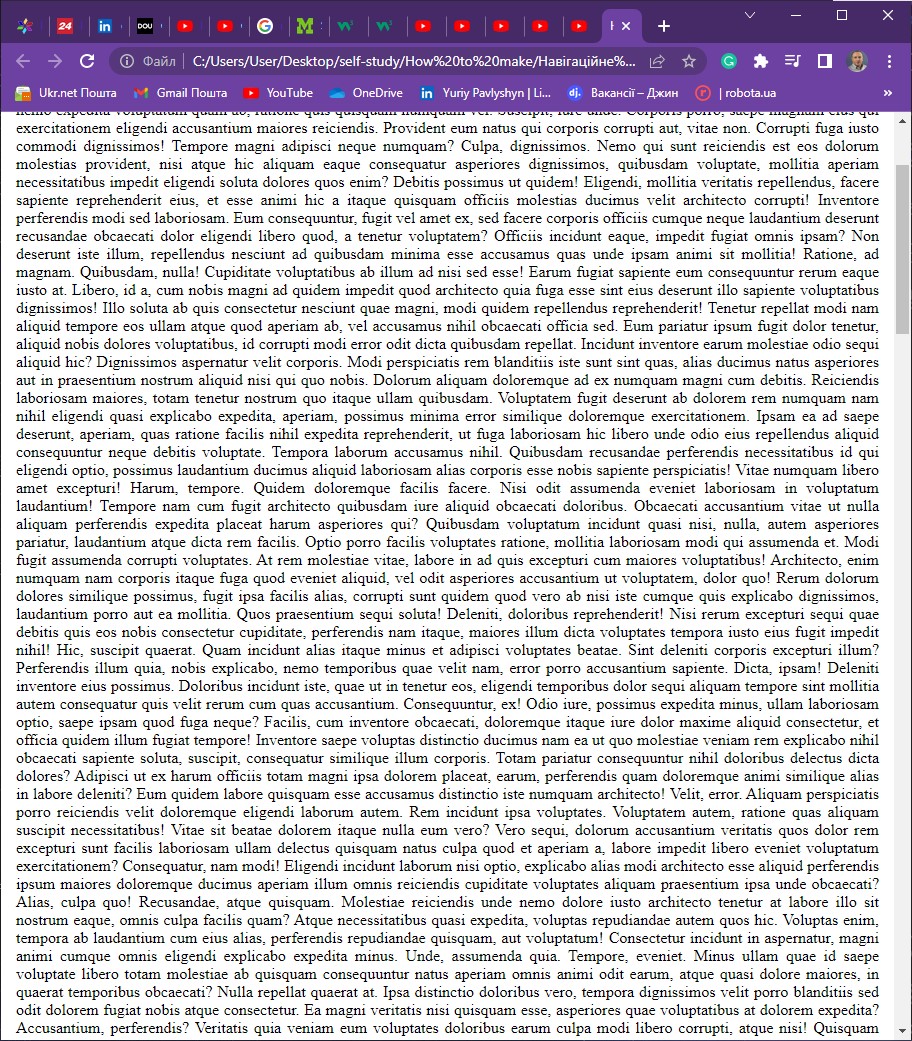 24
in
DOU
G
M
w3
w3
Файл
C:/Users/User/Desktop/self-study/How%20to%20make/Навігаційне%...
Ukr.net Пошта
Gmail Пошта
YouTube
OneDrive
in Yuriy Pavlyshyn | Li...
dj. Вакансії – Джин
r | robota.ua
»
exercitationem eligendi accusantium maiores reiciendis. Provident eum natus qui corporis corrupti aut, vitae non. Corrupti fuga iusto
commodi dignissimos! Tempore magni adipisci neque numquam? Culpa, dignissimos. Nemo qui sunt reiciendis est eos dolorum
molestias provident, nisi atque hic aliquam eaque consequatur asperiores dignissimos, quibusdam voluptate, mollitia aperiam
necessitatibus impedit eligendi soluta dolores quos enim? Debitis possimus ut quidem! Eligendi, mollitia veritatis repellendus, facere
sapiente reprehenderit eius, et esse animi hic a itaque quisquam officiis molestias ducimus velit architecto corrupti! Inventore
perferendis modi sed laboriosam. Eum consequuntur, fugit vel amet ex, sed facere corporis officiis cumque neque laudantium deserunt
recusandae obcaecati dolor eligendi libero quod, a tenetur voluptatem? Officiis incidunt eaque, impedit fugiat omnis ipsam? Non
deserunt iste illum, repellendus nesciunt ad quibusdam minima esse accusamus quas unde ipsam animi sit mollitia! Ratione, ad
magnam. Quibusdam, nulla! Cupiditate voluptatibus ab illum ad nisi sed esse! Earum fugiat sapiente eum consequuntur rerum eaque
iusto at. Libero, id a, cum nobis magni ad quidem impedit quod architecto quia fuga esse sint eius deserunt illo sapiente voluptatibus
dignissimos! Illo soluta ab quis consectetur nesciunt quae magni, modi quidem repellendus reprehenderit! Tenetur repellat modi nam
aliquid tempore eos ullam atque quod aperiam ab, vel accusamus nihil obcaecati officia sed. Eum pariatur ipsum fugit dolor tenetur,
aliquid nobis dolores voluptatibus, id corrupti modi error odit dicta quibusdam repellat. Incidunt inventore earum molestiae odio sequi
aliquid hic? Dignissimos aspernatur velit corporis. Modi perspiciatis rem blanditiis iste sunt sint quas, alias ducimus natus asperiores
aut in praesentium nostrum aliquid nisi qui quo nobis. Dolorum aliquam doloremque ad ex numquam magni cum debitis. Reiciendis
laboriosam maiores, totam tenetur nostrum quo itaque ullam quibusdam. Voluptatem fugit deserunt ab dolorem rem numquam nam
nihil eligendi quasi explicabo expedita, aperiam, possimus minima error similique doloremque exercitationem. Ipsam ea ad saepe
deserunt, aperiam, quas ratione facilis nihil expedita reprehenderit, ut fuga laboriosam hic libero unde odio eius repellendus aliquid
consequuntur neque debitis voluptate. Tempora laborum accusamus nihil. Quibusdam recusandae perferendis necessitatibus id qui
eligendi optio, possimus laudantium ducimus aliquid laboriosam alias corporis esse nobis sapiente perspiciatis! Vitae numquam libero
amet excepturi! Harum, tempore. Quidem doloremque facilis facere. Nisi odit assumenda eveniet laboriosam in voluptatum
laudantium! Tempore nam cum fugit architecto quibusdam iure aliquid obcaecati doloribus. Obcaecati accusantium vitae ut nulla
aliquam perferendis expedita placeat harum asperiores qui? Quibusdam voluptatum incidunt quasi nisi, nulla, autem asperiores
pariatur, laudantium atque dicta rem facilis. Optio porro facilis voluptates ratione, mollitia laboriosam modi qui assumenda et. Modi
fugit assumenda corrupti voluptates. At rem molestiae vitae, labore in ad quis excepturi cum maiores voluptatibus! Architecto, enim
numquam nam corporis itaque fuga quod eveniet aliquid, vel odit asperiores accusantium ut voluptatem, dolor quo! Rerum dolorum
dolores similique possimus, fugit ipsa facilis alias, corrupti sunt quidem quod vero ab nisi iste cumque quis explicabo dignissimos,
laudantium porro aut ea mollitia. Quos praesentium sequi soluta! Deleniti, doloribus reprehenderit! Nisi rerum excepturi sequi quae
debitis quis eos nobis consectetur cupiditate, perferendis nam itaque, maiores illum dicta voluptates tempora iusto eius fugit impedit
nihil! Hic, suscipit quaerat. Quam incidunt alias itaque minus et adipisci voluptates beatae. Sint deleniti corporis excepturi illum?
Perferendis illum quia, nobis explicabo, nemo temporibus quae velit nam, error porro accusantium sapiente. Dicta, ipsam! Deleniti
inventore eius possimus. Doloribus incidunt iste, quae ut in tenetur eos, eligendi temporibus dolor sequi aliquam tempore sint mollitia
autem consequatur quis velit rerum cum quas accusantium. Consequuntur, ex! Odio iure, possimus expedita minus, ullam laboriosam
optio, saepe ipsam quod fuga neque? Facilis, cum inventore obcaecati, doloremque itaque iure dolor maxime aliquid consectetur, et
officia quidem illum fugiat tempore! Inventore saepe voluptas distinctio ducimus nam ea ut quo molestiae veniam rem explicabo nihil
obcaecati sapiente soluta, suscipit, consequatur similique illum corporis. Totam pariatur consequuntur nihil doloribus delectus dicta
dolores? Adipisci ut ex harum officiis totam magni ipsa dolorem placeat, earum, perferendis quam doloremque animi similique alias
in labore deleniti? Eum quidem labore quisquam esse accusamus distinctio iste numquam architecto! Velit, error. Aliquam perspiciatis
porro reiciendis velit doloremque eligendi laborum autem. Rem incidunt ipsa voluptates. Voluptatem autem, ratione quas aliquam
suscipit necessitatibus! Vitae sit beatae dolorem itaque nulla eum vero? Vero sequi, dolorum accusantium veritatis quos dolor rem
excepturi sunt facilis laboriosam ullam delectus quisquam natus culpa quod et aperiam a, labore impedit libero eveniet voluptatum
exercitationem? Consequatur, nam modi! Eligendi incidunt laborum nisi optio, explicabo alias modi architecto esse aliquid perferendis
ipsum maiores doloremque ducimus aperiam illum omnis reiciendis cupiditate voluptates aliquam praesentium ipsa unde obcaecati?
Alias, culpa quo! Recusandae, atque quisquam. Molestiae reiciendis unde nemo dolore iusto architecto tenetur at labore illo sit
nostrum eaque, omnis culpa facilis quam? Atque necessitatibus quasi expedita, voluptas repudiandae autem quos hic. Voluptas enim,
tempora ab laudantium cum eius alias, perferendis repudiandae quisquam, aut voluptatum! Consectetur incidunt in aspernatur, magni
animi cumque omnis eligendi explicabo expedita minus. Unde, assumenda quia. Tempore, eveniet. Minus ullam quae id saepe
voluptate libero totam molestiae ab quisquam consequuntur natus aperiam omnis animi odit earum, atque quasi dolore maiores, in
quaerat temporibus obcaecati? Nulla repellat quaerat at. Ipsa distinctio doloribus vero, tempora dignissimos velit porro blanditiis sed
odit dolorem fugiat nobis atque consectetur. Ea magni veritatis nisi quisquam esse, asperiores quae voluptatibus at dolorem expedita?
Accusantium, perferendis? Veritatis quia veniam eum voluptates doloribus earum culpa modi libero corrupti, atque nisi! Quisquam